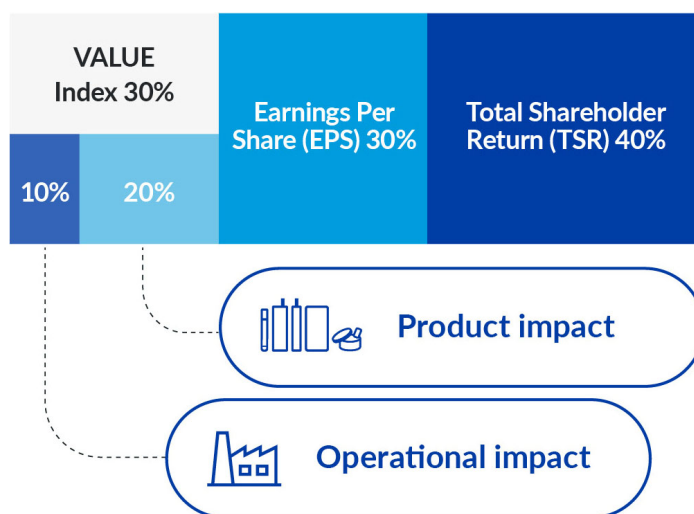 VALUE
Index 30%
Earnings Per
Share (EPS) 30%
Total Shareholder
Return (TSR) 40%
10%
20%
Product impact
Operational impact